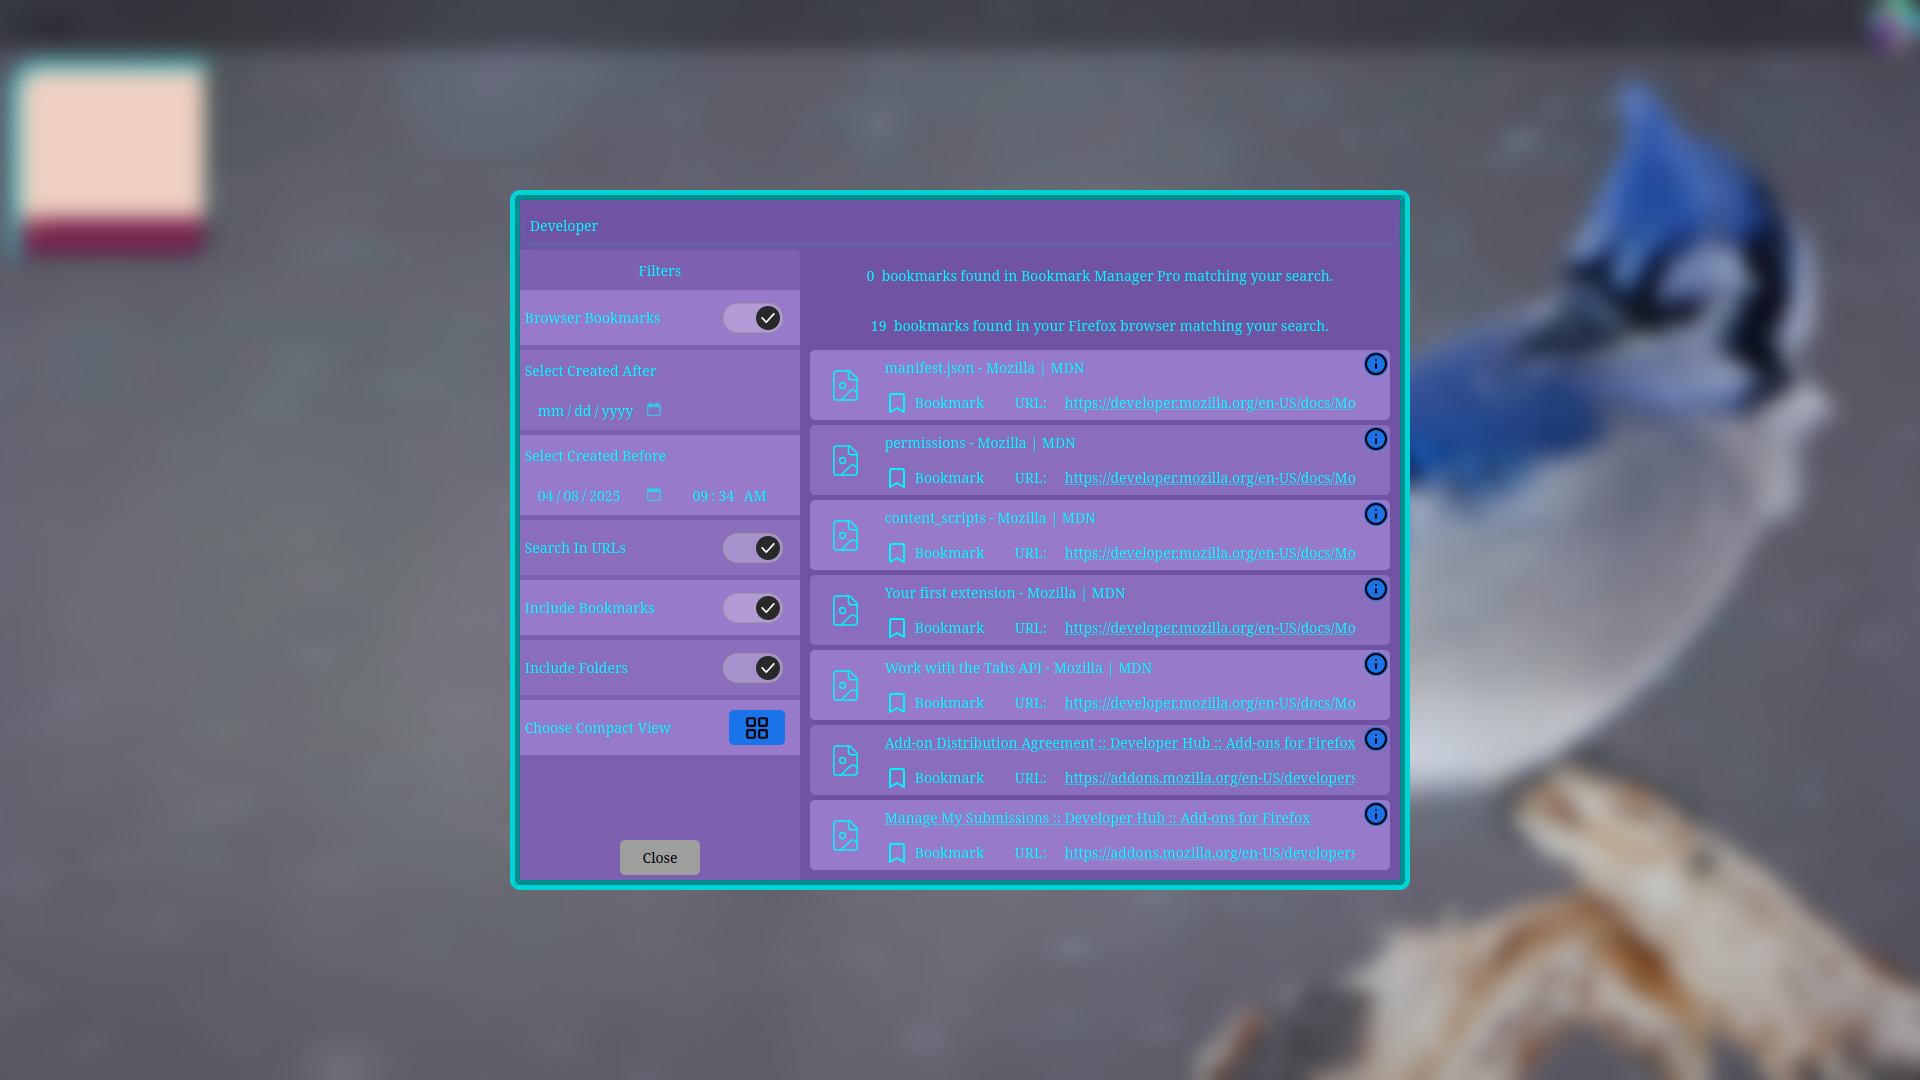 Developer
Filters
Browser Bookmarks
Select Created After
mm / dd / yyyy
Select Created Before
04 / 08 / 2025 09 : 34 AM
Search In URLs
Include Bookmarks
Include Folders
Choose Compact View
Close
0 bookmarks found in Bookmark Manager Pro matching your search.
19 bookmarks found in your Firefox browser matching your search.
manifest.json - Mozilla | MDN
Bookmark URL: https://developer.mozilla.org/en-US/docs/Mo
permissions - Mozilla | MDN
Bookmark URL: https://developer.mozilla.org/en-US/docs/Mo
content_scripts - Mozilla | MDN
Bookmark URL: https://developer.mozilla.org/en-US/docs/Mo
Your first extension - Mozilla | MDN
Bookmark URL: https://developer.mozilla.org/en-US/docs/Mo
Work with the Tabs API - Mozilla | MDN
Bookmark URL: https://developer.mozilla.org/en-US/docs/Mo
Add-on Distribution Agreement :: Developer Hub :: Add-ons for Firefox
Bookmark URL: https://addons.mozilla.org/en-US/developers
Manage My Submissions :: Developer Hub :: Add-ons for Firefox
Bookmark URL: https://addons.mozilla.org/en-US/developers